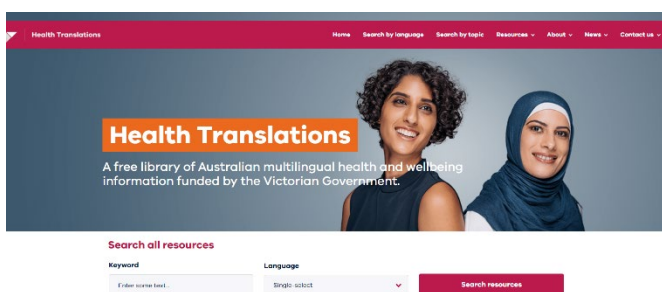 Health Translations
Home Search by language Search by topic Resources About News Contact us
Health Translations
A free library of Australian multilingual health and wellbeing
information funded by the Victorian Government.
Search all resources
Keyword Language
Enter some text... Single-select Search resources